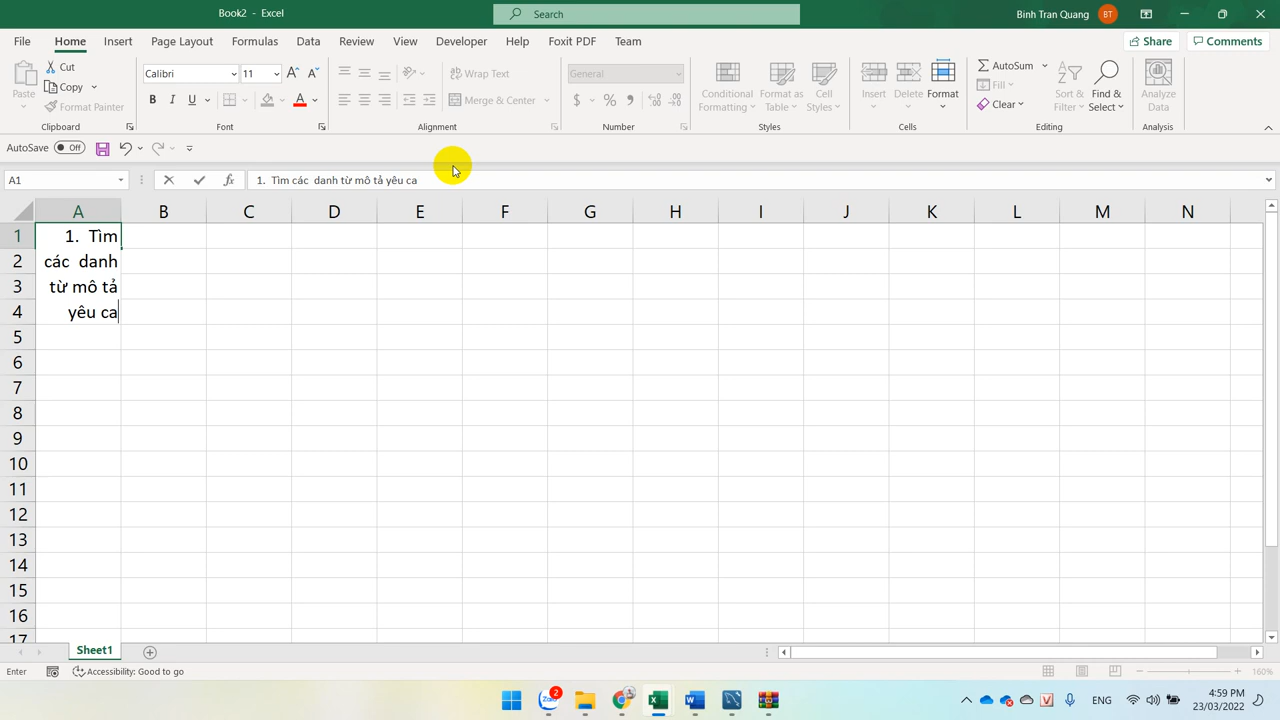 Book2 - Excel
Search
Binh Tran Quang
BT
File Home Insert Page Layout Formulas Data Review View Developer Help Foxit PDF Team
Share
Comments
Paste
Cut
Copy
Format Painter
Clipboard
Calibri 11
B I U
Font
Wrap Text
Merge & Center
Alignment
General
$ % ,
Number
Conditional Formatting
Format as Table
Cell Styles
Styles
Insert Delete Format
Cells
AutoSum
Fill
Clear
Sort & Filter
Find & Select
Editing
Analyze Data
Analysis
AutoSave Off
A1
fx
1. Tìm các danh từ mô tả yêu ca
A B C D E F G H I J K L M N
1 1. Tìm
2 các danh
3 từ mô tả
4 yêu ca
5
6
7
8
9
10
11
12
13
14
15
16
17
Sheet1
Enter
Accessibility: Good to go
160%
Zalo
2
ENG
4:59 PM
23/03/2022